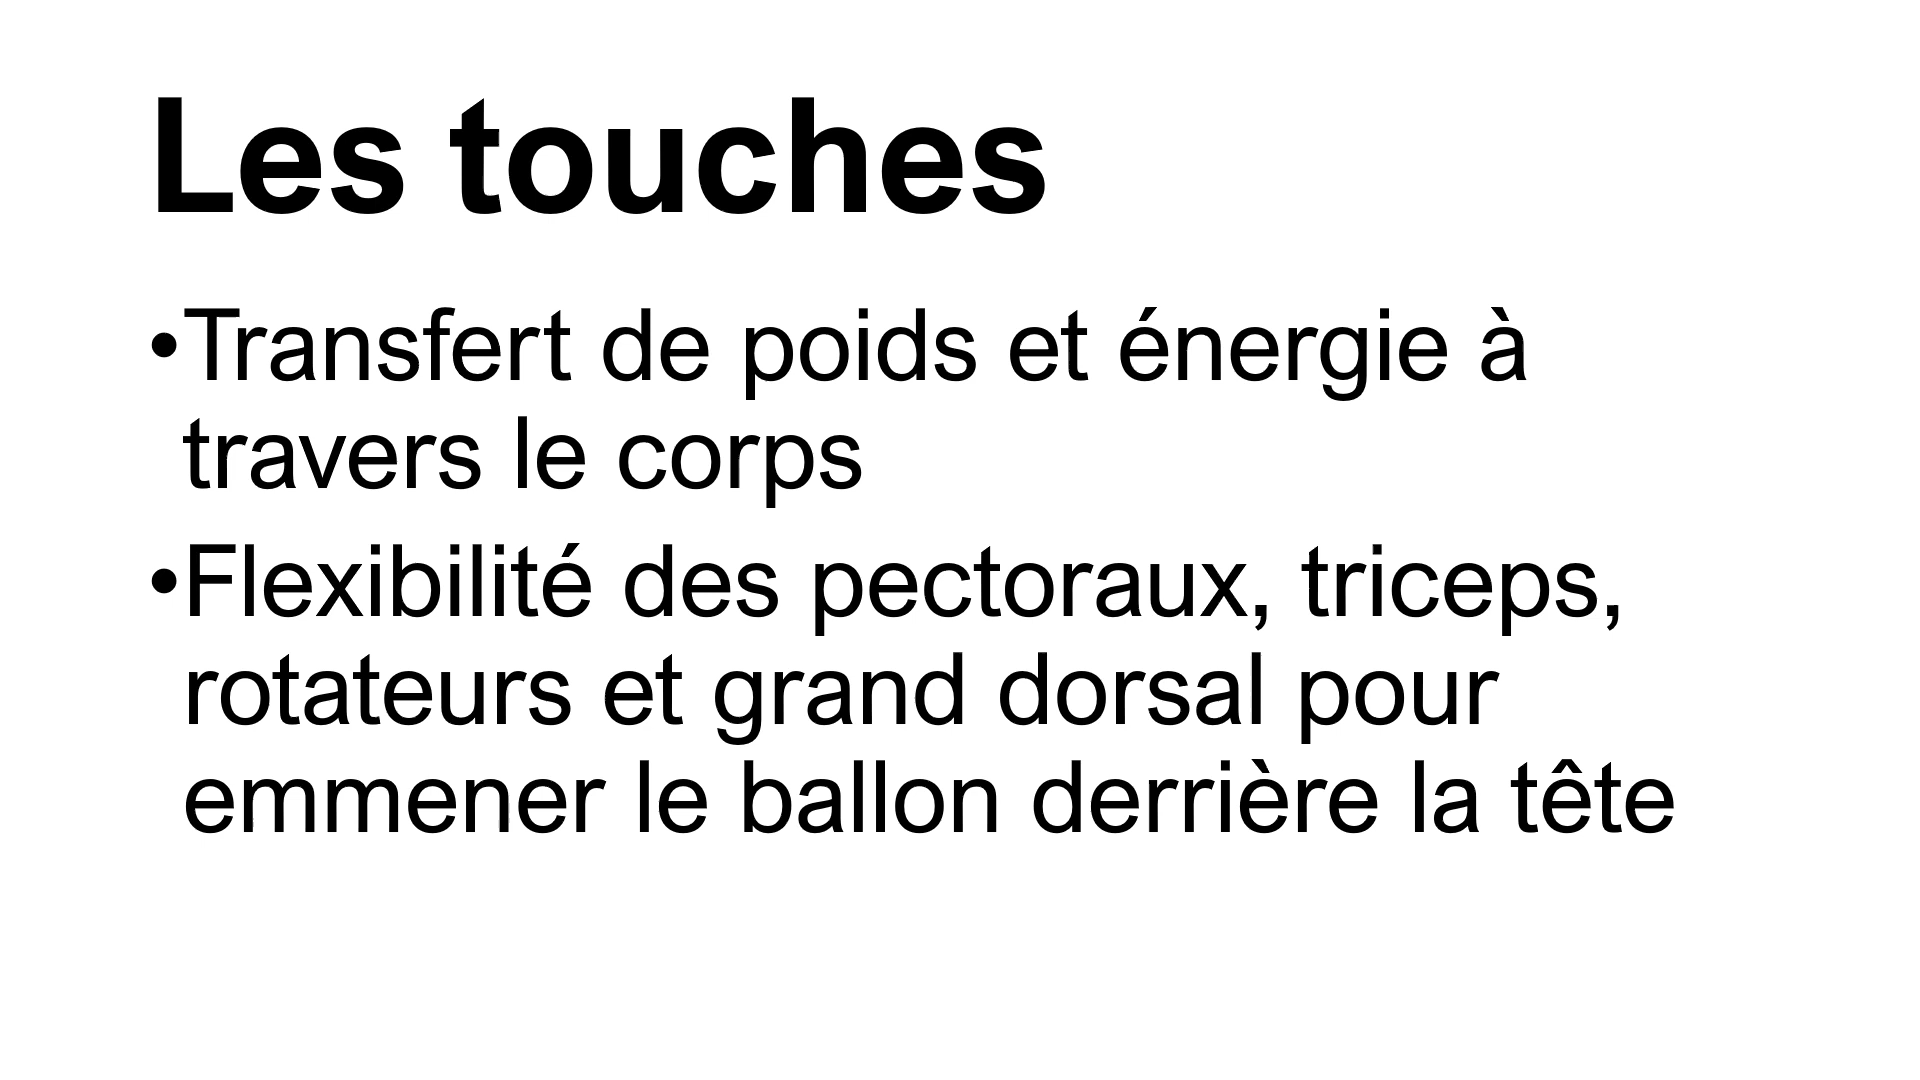 Les touches
•Transfert de poids et énergie à
travers le corps
•Flexibilité des pectoraux, triceps,
rotateurs et grand dorsal pour
emmener le ballon derrière la tête